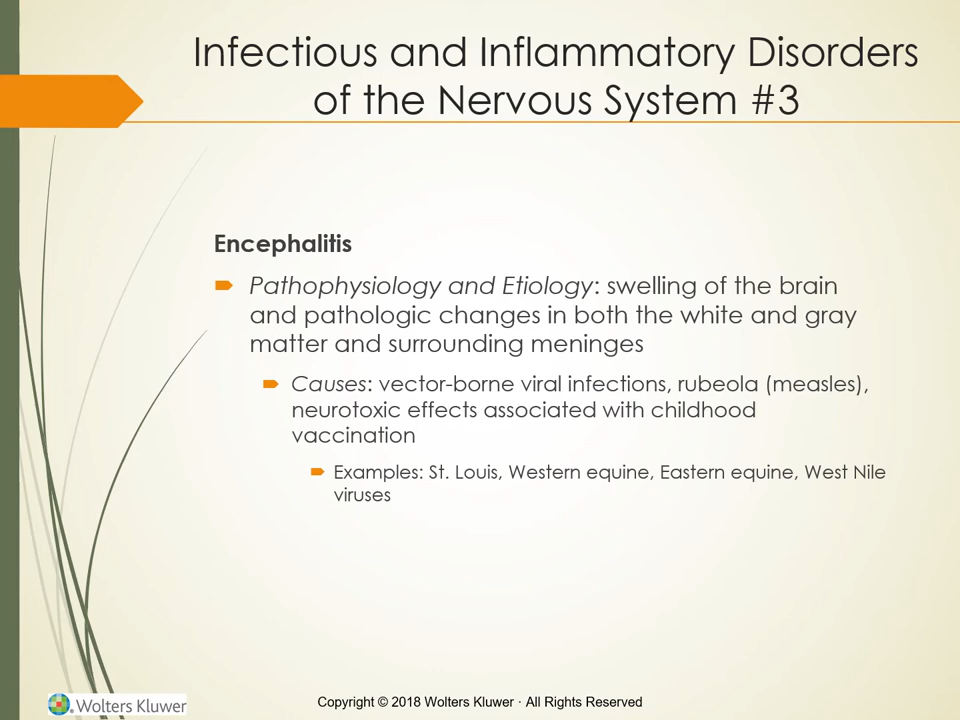 Infectious and Inflammatory Disorders
of the Nervous System #3
Encephalitis
Pathophysiology and Etiology: swelling of the brain
and pathologic changes in both the white and gray
matter and surrounding meninges
Causes: vector-borne viral infections, rubeola (measles),
neurotoxic effects associated with childhood
vaccination
Examples: St. Louis, Western equine, Eastern equine, West Nile
viruses
Wolters Kluwer
Copyright © 2018 Wolters Kluwer · All Rights Reserved